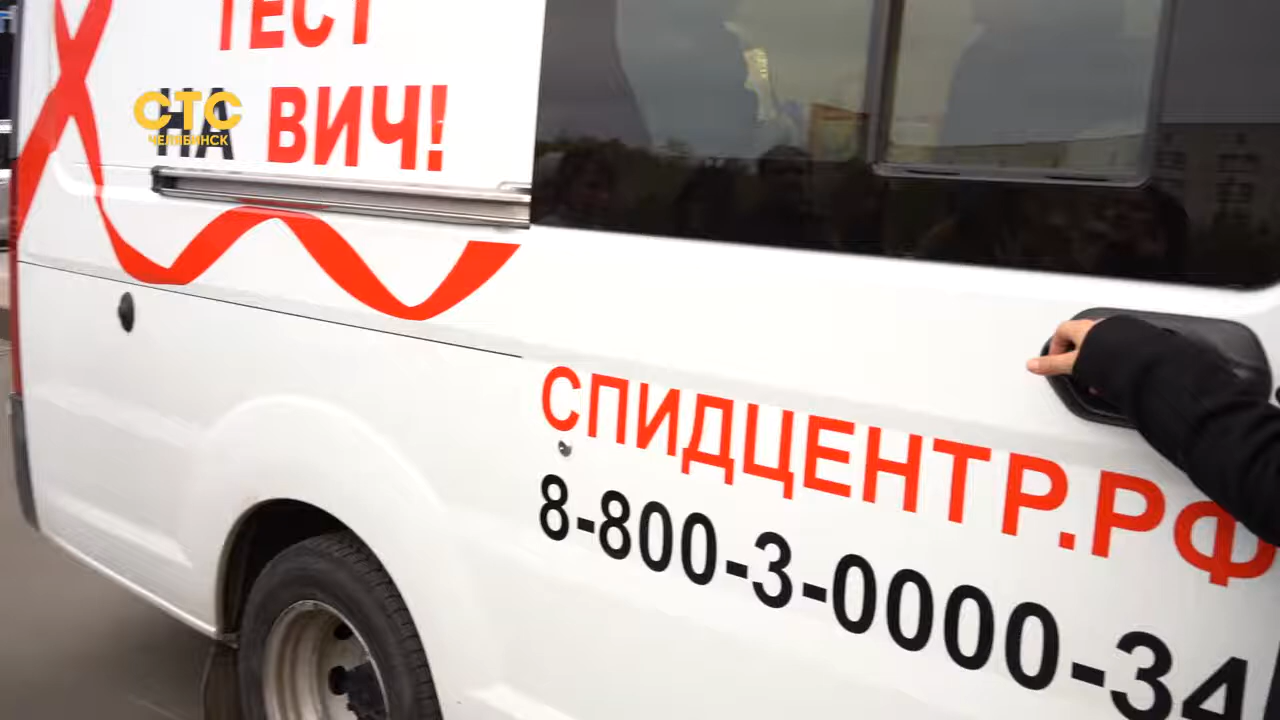 ТЕСТ
НА ВИЧ!
СТС
ЧЕЛЯБИНСК
СПИДЦЕНТР.РФ
8-800-3-0000-34